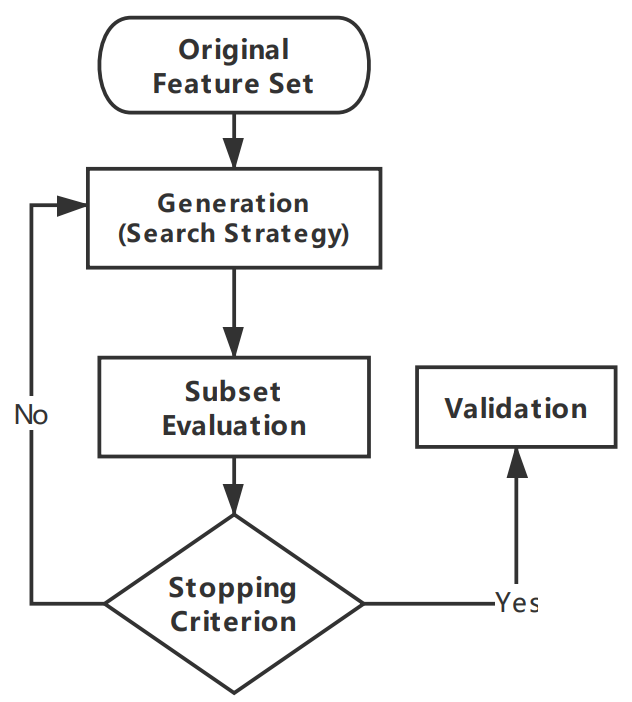 Original
Feature Set
Generation
(Search Strategy)
Subset
Evaluation
Validation
No
Stopping
Criterion
Yes